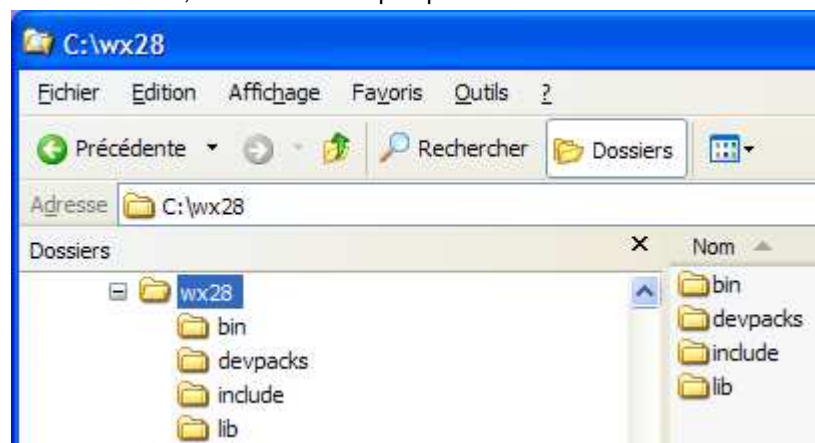 C:\wx28
Fichier Edition Affichage Favoris Outils ?
Précédente Rechercher Dossiers
Adresse C:\wx28
Dossiers
Nom
wx28
bin
devpacks
include
lib
bin
devpacks
include
lib